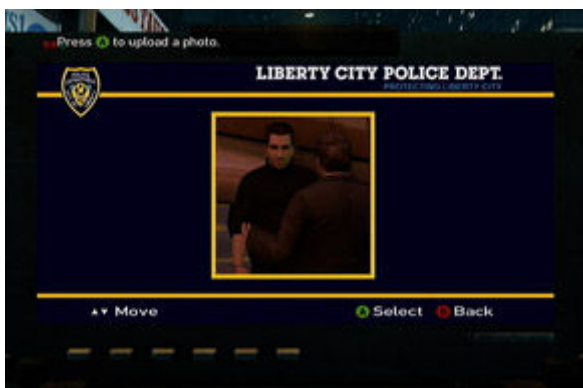 Press A to upload a photo.
LIBERTY CITY POLICE DEPT.
PROTECTING LIBERTY CITY
Move
A Select B Back